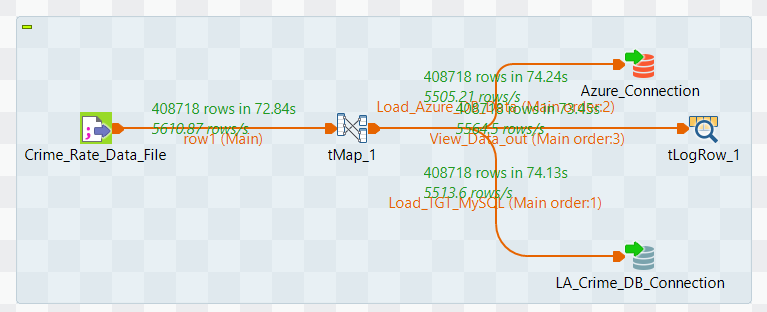 408718 rows in 74.24s
5505.21 rows/s
Azure_Connection
408718 rows in 72.84s
5610.87 rows/s
row1 (Main)
Crime_Rate_Data_File
tMap_1
(Main order:2)
408718 rows in 73.45s
5564.5 rows/s
View_Data_out (Main order:3)
tLogRow_1
408718 rows in 74.13s
5513.6 rows/s
Load_TGT_MySQL (Main order:1)
LA_Crime_DB_Connection